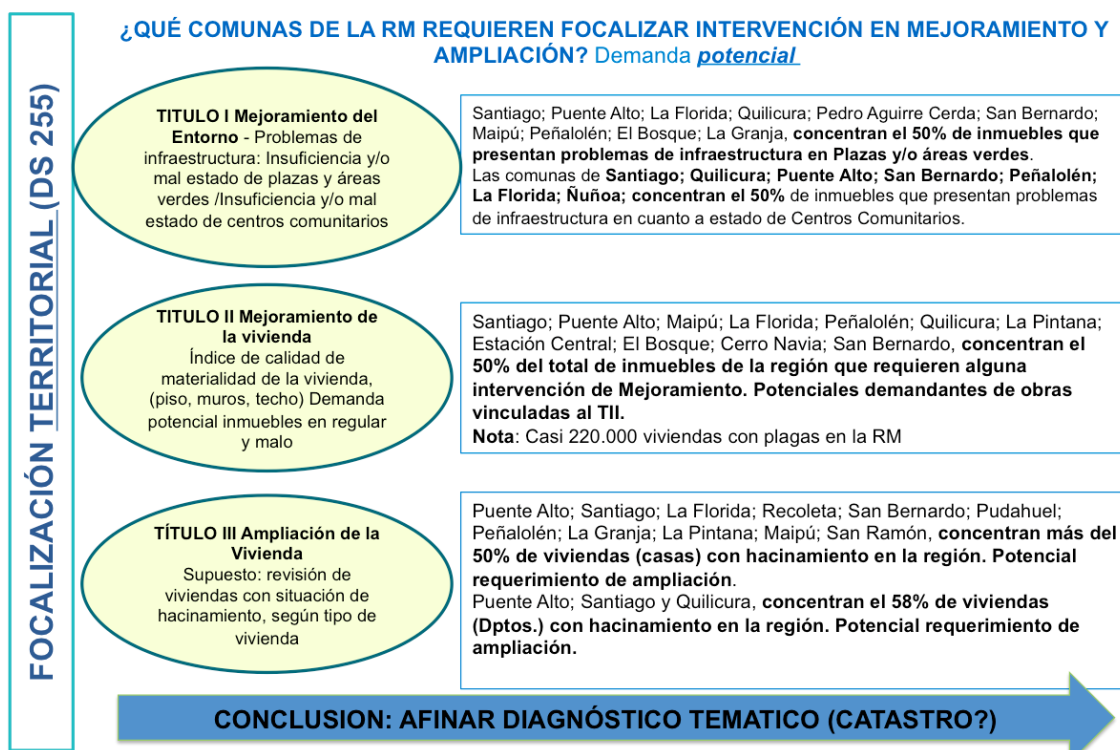 ¿QUÉ COMUNAS DE LA RM REQUIEREN FOCALIZAR INTERVENCIÓN EN MEJORAMIENTO Y
AMPLIACIÓN? Demanda potencial
FOCALIZACIÓN TERRITORIAL (DS 255)
TITULO I Mejoramiento del
Entorno - Problemas de
infraestructura: Insuficiencia y/o
mal estado de plazas y áreas
verdes /Insuficiencia y/o mal
estado de centros comunitarios
Santiago; Puente Alto; La Florida; Quilicura; Pedro Aguirre Cerda; San Bernardo;
Maipú; Peñalolén; El Bosque; La Granja, concentran el 50% de inmuebles que
presentan problemas de infraestructura en Plazas y/o áreas verdes.
Las comunas de Santiago; Quilicura; Puente Alto; San Bernardo; Peñalolén;
La Florida; Ñuñoa; concentran el 50% de inmuebles que presentan problemas
de infraestructura en cuanto a estado de Centros Comunitarios.
TITULO II Mejoramiento de
la vivienda
Índice de calidad de
materialidad de la vivienda,
(piso, muros, techo) Demanda
potencial inmuebles en regular
y malo
Santiago; Puente Alto; Maipú; La Florida; Peñalolén; Quilicura; La Pintana;
Estación Central; El Bosque; Cerro Navia; San Bernardo, concentran el
50% del total de inmuebles de la región que requieren alguna
intervención de Mejoramiento. Potenciales demandantes de obras
vinculadas al TII.
Nota: Casi 220.000 viviendas con plagas en la RM
TÍTULO III Ampliación de la
Vivienda
Supuesto: revisión de
viviendas con situación de
hacinamiento, según tipo de
vivienda
Puente Alto; Santiago; La Florida; Recoleta; San Bernardo; Pudahuel;
Peñalolén; La Granja; La Pintana; Maipú; San Ramón, concentran más del
50% de viviendas (casas) con hacinamiento en la región. Potencial
requerimiento de ampliación.
Puente Alto; Santiago y Quilicura, concentran el 58% de viviendas
(Dptos.) con hacinamiento en la región. Potencial requerimiento de
ampliación.
CONCLUSION: AFINAR DIAGNÓSTICO TEMATICO (CATASTRO?)